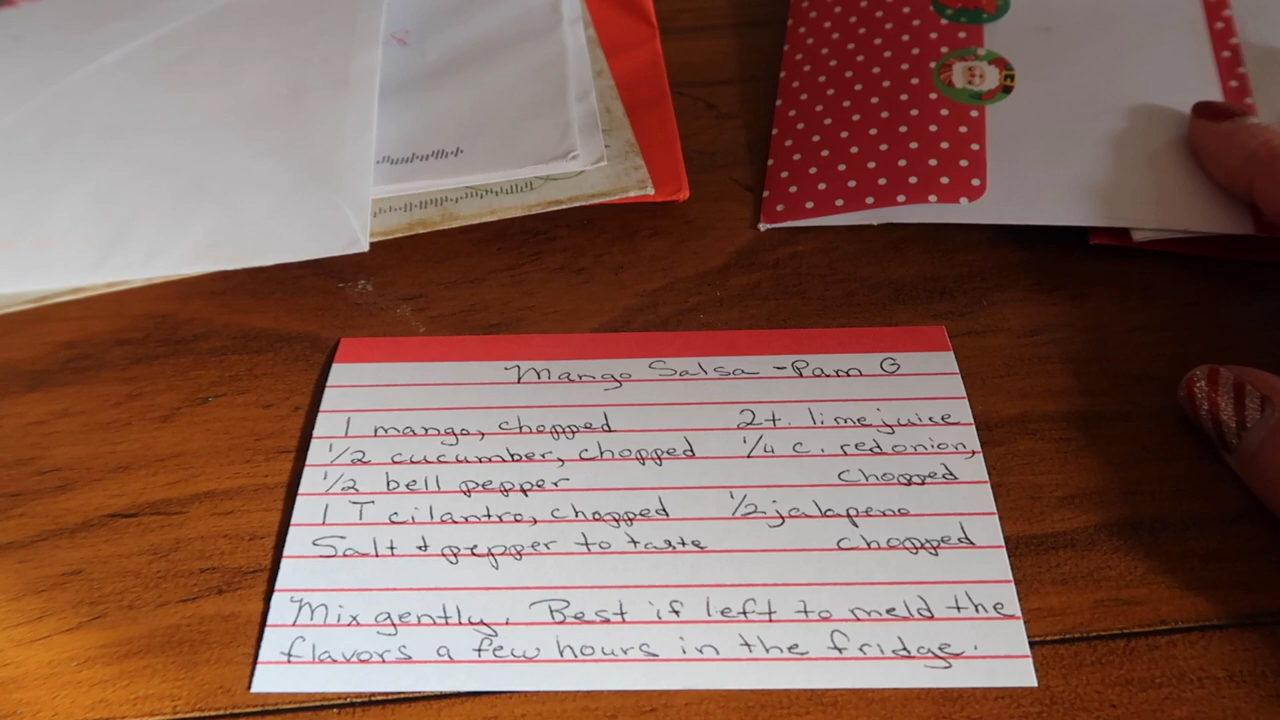 Mango Salsa - Pam G
1 mango, chopped 2 t. lime juice
1/2 cucumber, chopped 1/4 c. red onion,
1/2 bell pepper chopped
1 T cilantro, chopped 1/2 jalapeno
Salt & pepper to taste chopped
Mix gently. Best if left to meld the
flavors a few hours in the fridge.